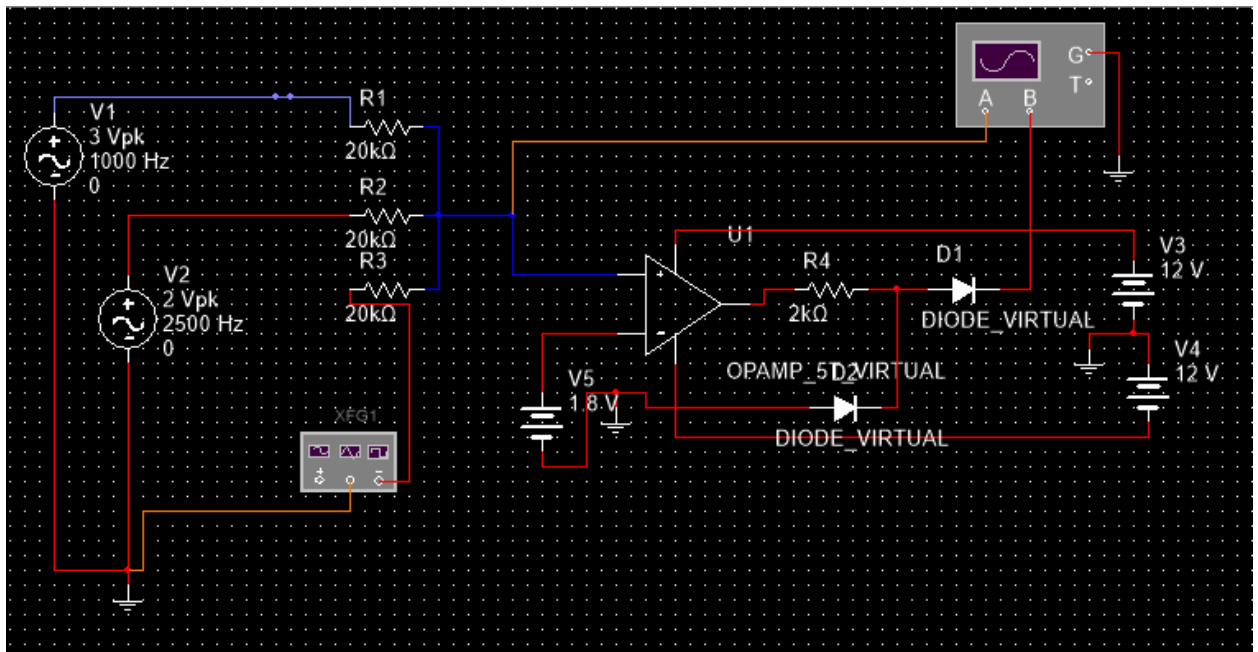 V1
3 Vpk
1000 Hz
0
R1
20kΩ
R2
20kΩ
R3
20kΩ
V2
2 Vpk
2500 Hz
0
XFG1
+
-
G
T
A
B
U1
+
-
OPAMP_5T_VIRTUAL
R4
2kΩ
D1
DIODE_VIRTUAL
D2
DIODE_VIRTUAL
V5
1.8 V
V3
12 V
V4
12 V